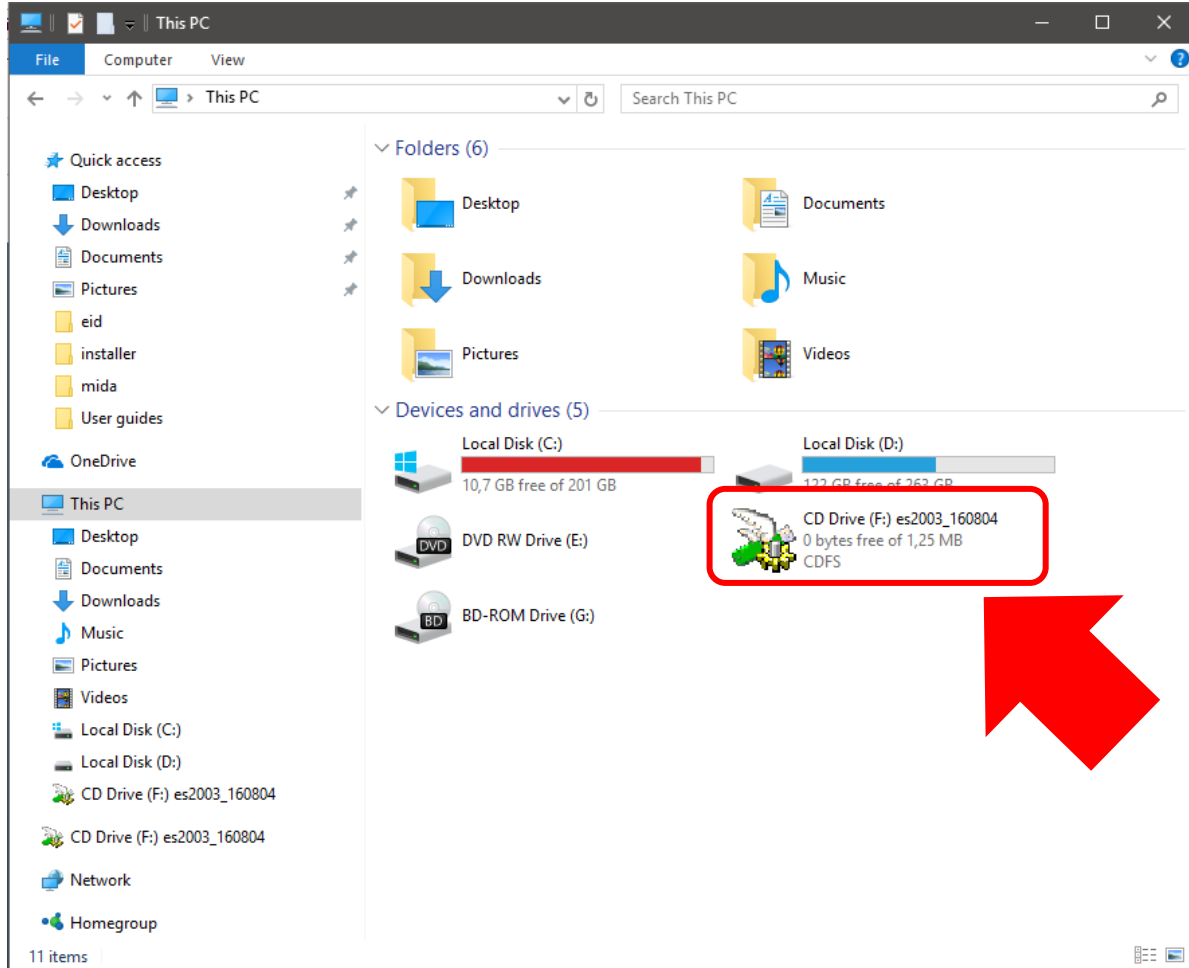 This PC
File Computer View
This PC
Search This PC
Quick access
Desktop
Downloads
Documents
Pictures
eid
installer
mida
User guides
OneDrive
This PC
Desktop
Documents
Downloads
Music
Pictures
Videos
Local Disk (C:)
Local Disk (D:)
CD Drive (F:) es2003_160804
CD Drive (F:) es2003_160804
Network
Homegroup
Folders (6)
Desktop
Documents
Downloads
Music
Pictures
Videos
Devices and drives (5)
Local Disk (C:)
10,7 GB free of 201 GB
Local Disk (D:)
122 GB free of 263 GB
DVD
DVD RW Drive (E:)
CD Drive (F:) es2003_160804
0 bytes free of 1,25 MB
CDFS
BD
BD-ROM Drive (G:)
11 items